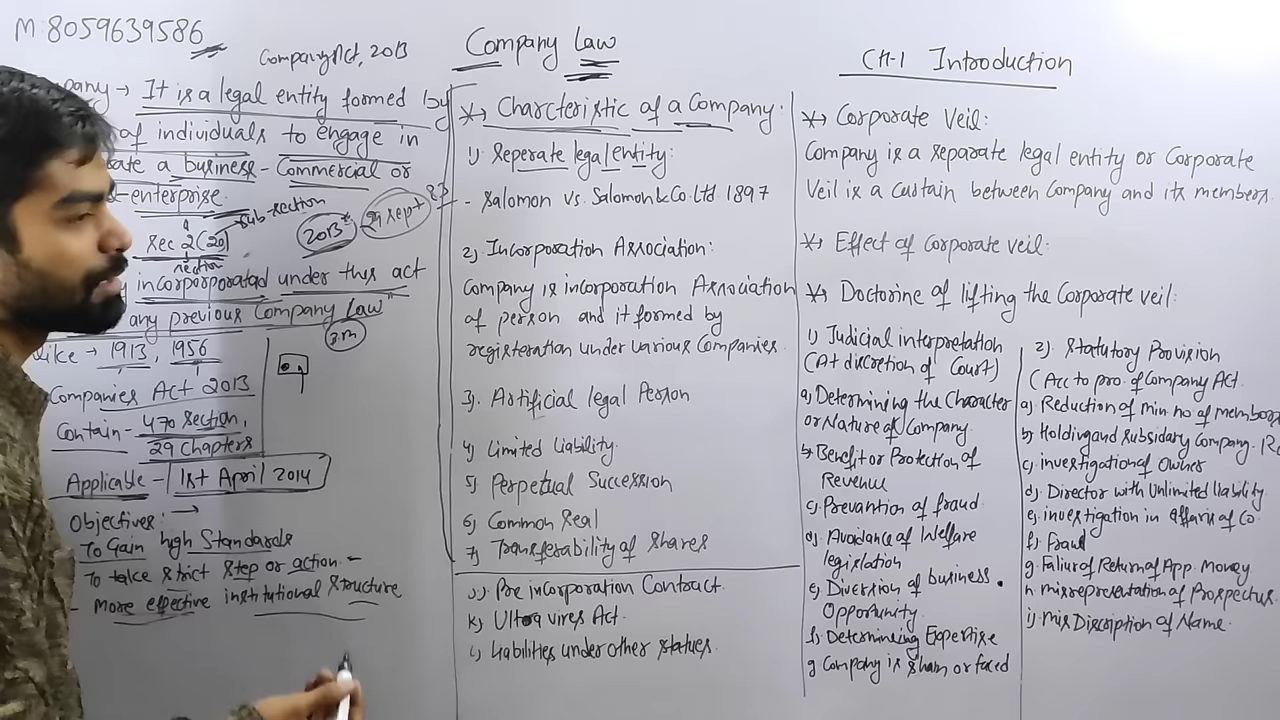 M:8059639586
Company Act, 2013
Company Law
CH-1 Introduction
pany → It is a legal entity formed by
of individuals to engage in
ate a business - Commercial or
enterprise.
Sub-section
Sec 2(20)
Section
2013
29 Sept
incorporporatad under this act
any previous Company Law"
like → 1913, 1956
Companies Act 2013
Contain - 470 Section,
29 Chapters
Applicable - 1st April 2014
Objectives: →
To Gain high Standards
To take strict step or action -
- More effective institutional structure
* Charcteristic of a Company:
1) Seperate legal entity:
- Salomon vs. Salomon & Co. Ltd 1897
2) Incorporation Association:
Company is incorporation Association
of person and it formed by
registeration under various Companies.
3). Artificial legal Person
4) Limited Liability.
5) Perpetual Succession
6) Common Seal
7) Transferability of Shares
J) Pre incorporation Contract.
K) Ultra vires Act.
L) Liabilities under other statues.
* Corporate Veil:
Company is a separate legal entity or Corporate
Veil is a curtain between Company and its members.
* Effect of Corporate veil:
* Doctorine of lifting the Corporate veil:
1) Judicial interpretation
(At discretion of Court)
a) Determining the Character
or Nature of Company.
b) Benefit or Protection of
Revenue
c) Prevantion of fraud
d) Avoidance of Welfare
legislation
e) Diversion of business
Opportunity
f) Determineing Expertise
g) Company is Sham or faced
2). Statutory Provision
(Acc to pro. of Company ACT.
a) Reduction of min no of members
b) Holding and subsidary Company.
c) investigation of Owner
d) Director with Unlimited liability
e) investigation in affairs of Co.
f) Fraud
g) Faliur of Return of App. Money
h) misrepresentation of Prospectus.
i) mis Discription of Name.